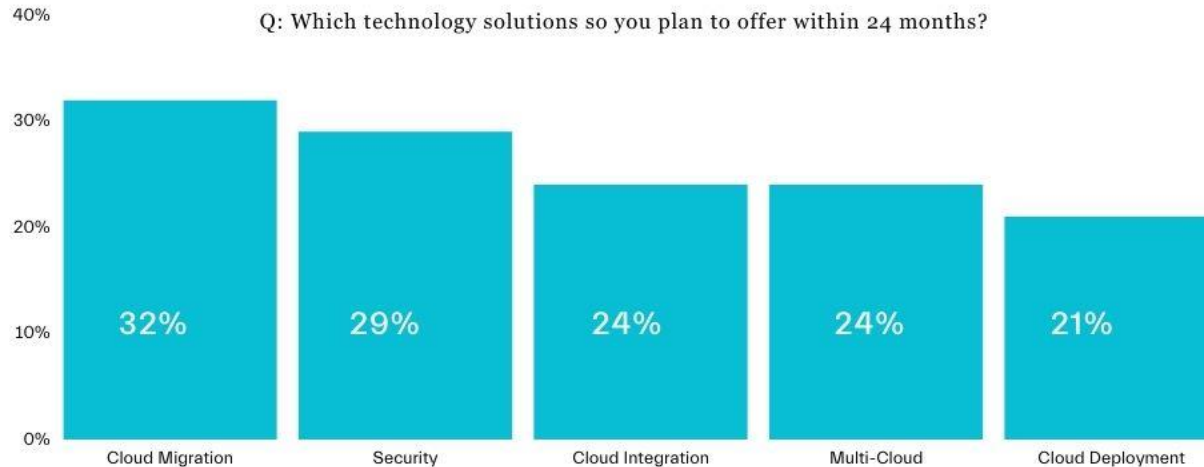 40%
Q: Which technology solutions so you plan to offer within 24 months?
30%
20%
10%
0%
32%
29%
24%
24%
21%
Cloud Migration
Security
Cloud Integration
Multi-Cloud
Cloud Deployment